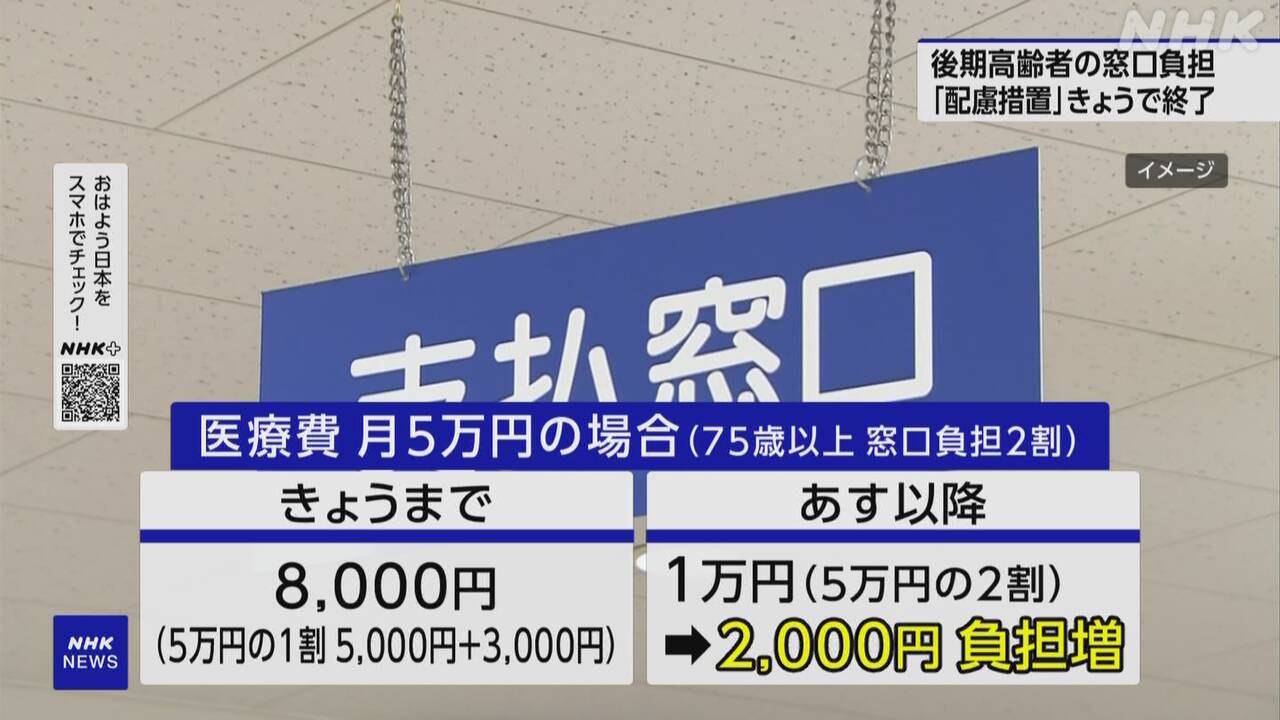 NHK
後期高齢者の窓口負担
「配慮措置」きょうで終了
イメージ
おはよう日本を
スマホでチェック!
NHK+
支払窓口
医療費 月5万円の場合(75歳以上 窓口負担2割)
きょうまで
8,000円
(5万円の1割 5,000円+3,000円)
あす以降
1万円(5万円の2割)
➡2,000円 負担増
NHK
NEWS